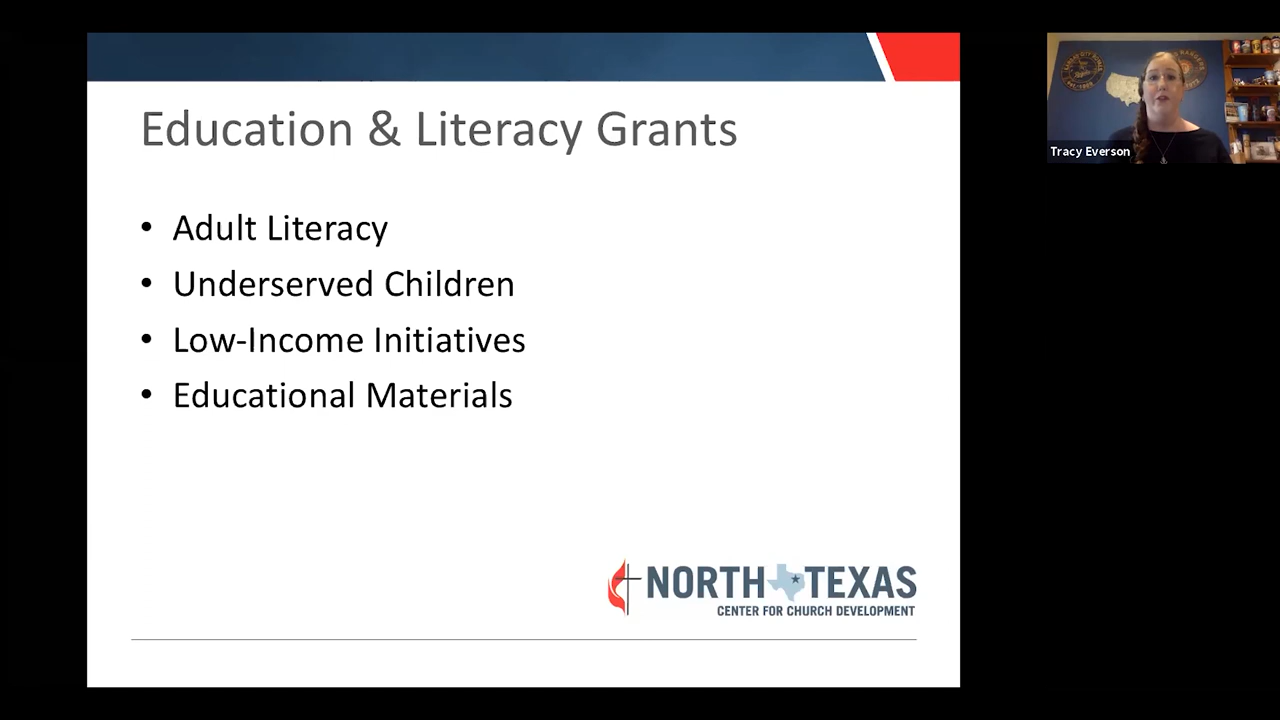 Education & Literacy Grants
• Adult Literacy
• Underserved Children
• Low-Income Initiatives
• Educational Materials
NORTH TEXAS
CENTER FOR CHURCH DEVELOPMENT
Tracy Everson